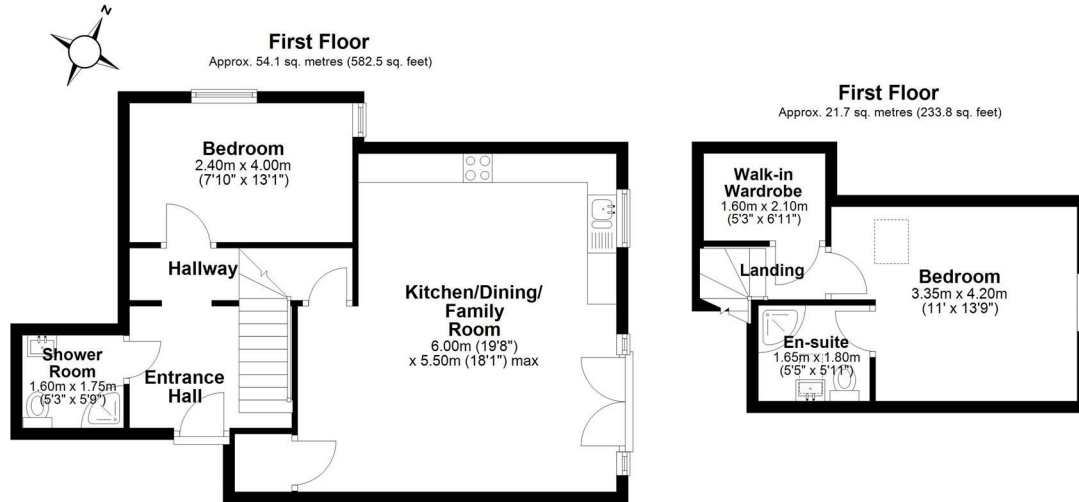 N
First Floor
Approx. 54.1 sq. metres (582.5 sq. feet)
Bedroom
2.40m x 4.00m
(7'10" x 13'1")
Hallway
Kitchen/Dining/
Family
Room
6.00m (19'8")
x 5.50m (18'1") max
Shower
Room
1.60m x 1.75m
(5'3" x 5'9")
Entrance
Hall
First Floor
Approx. 21.7 sq. metres (233.8 sq. feet)
Walk-in
Wardrobe
1.60m x 2.10m
(5'3" x 6'11")
Landing
Bedroom
3.35m x 4.20m
(11' x 13'9")
En-suite
1.65m x 1.80m
(5'5" x 5'11")